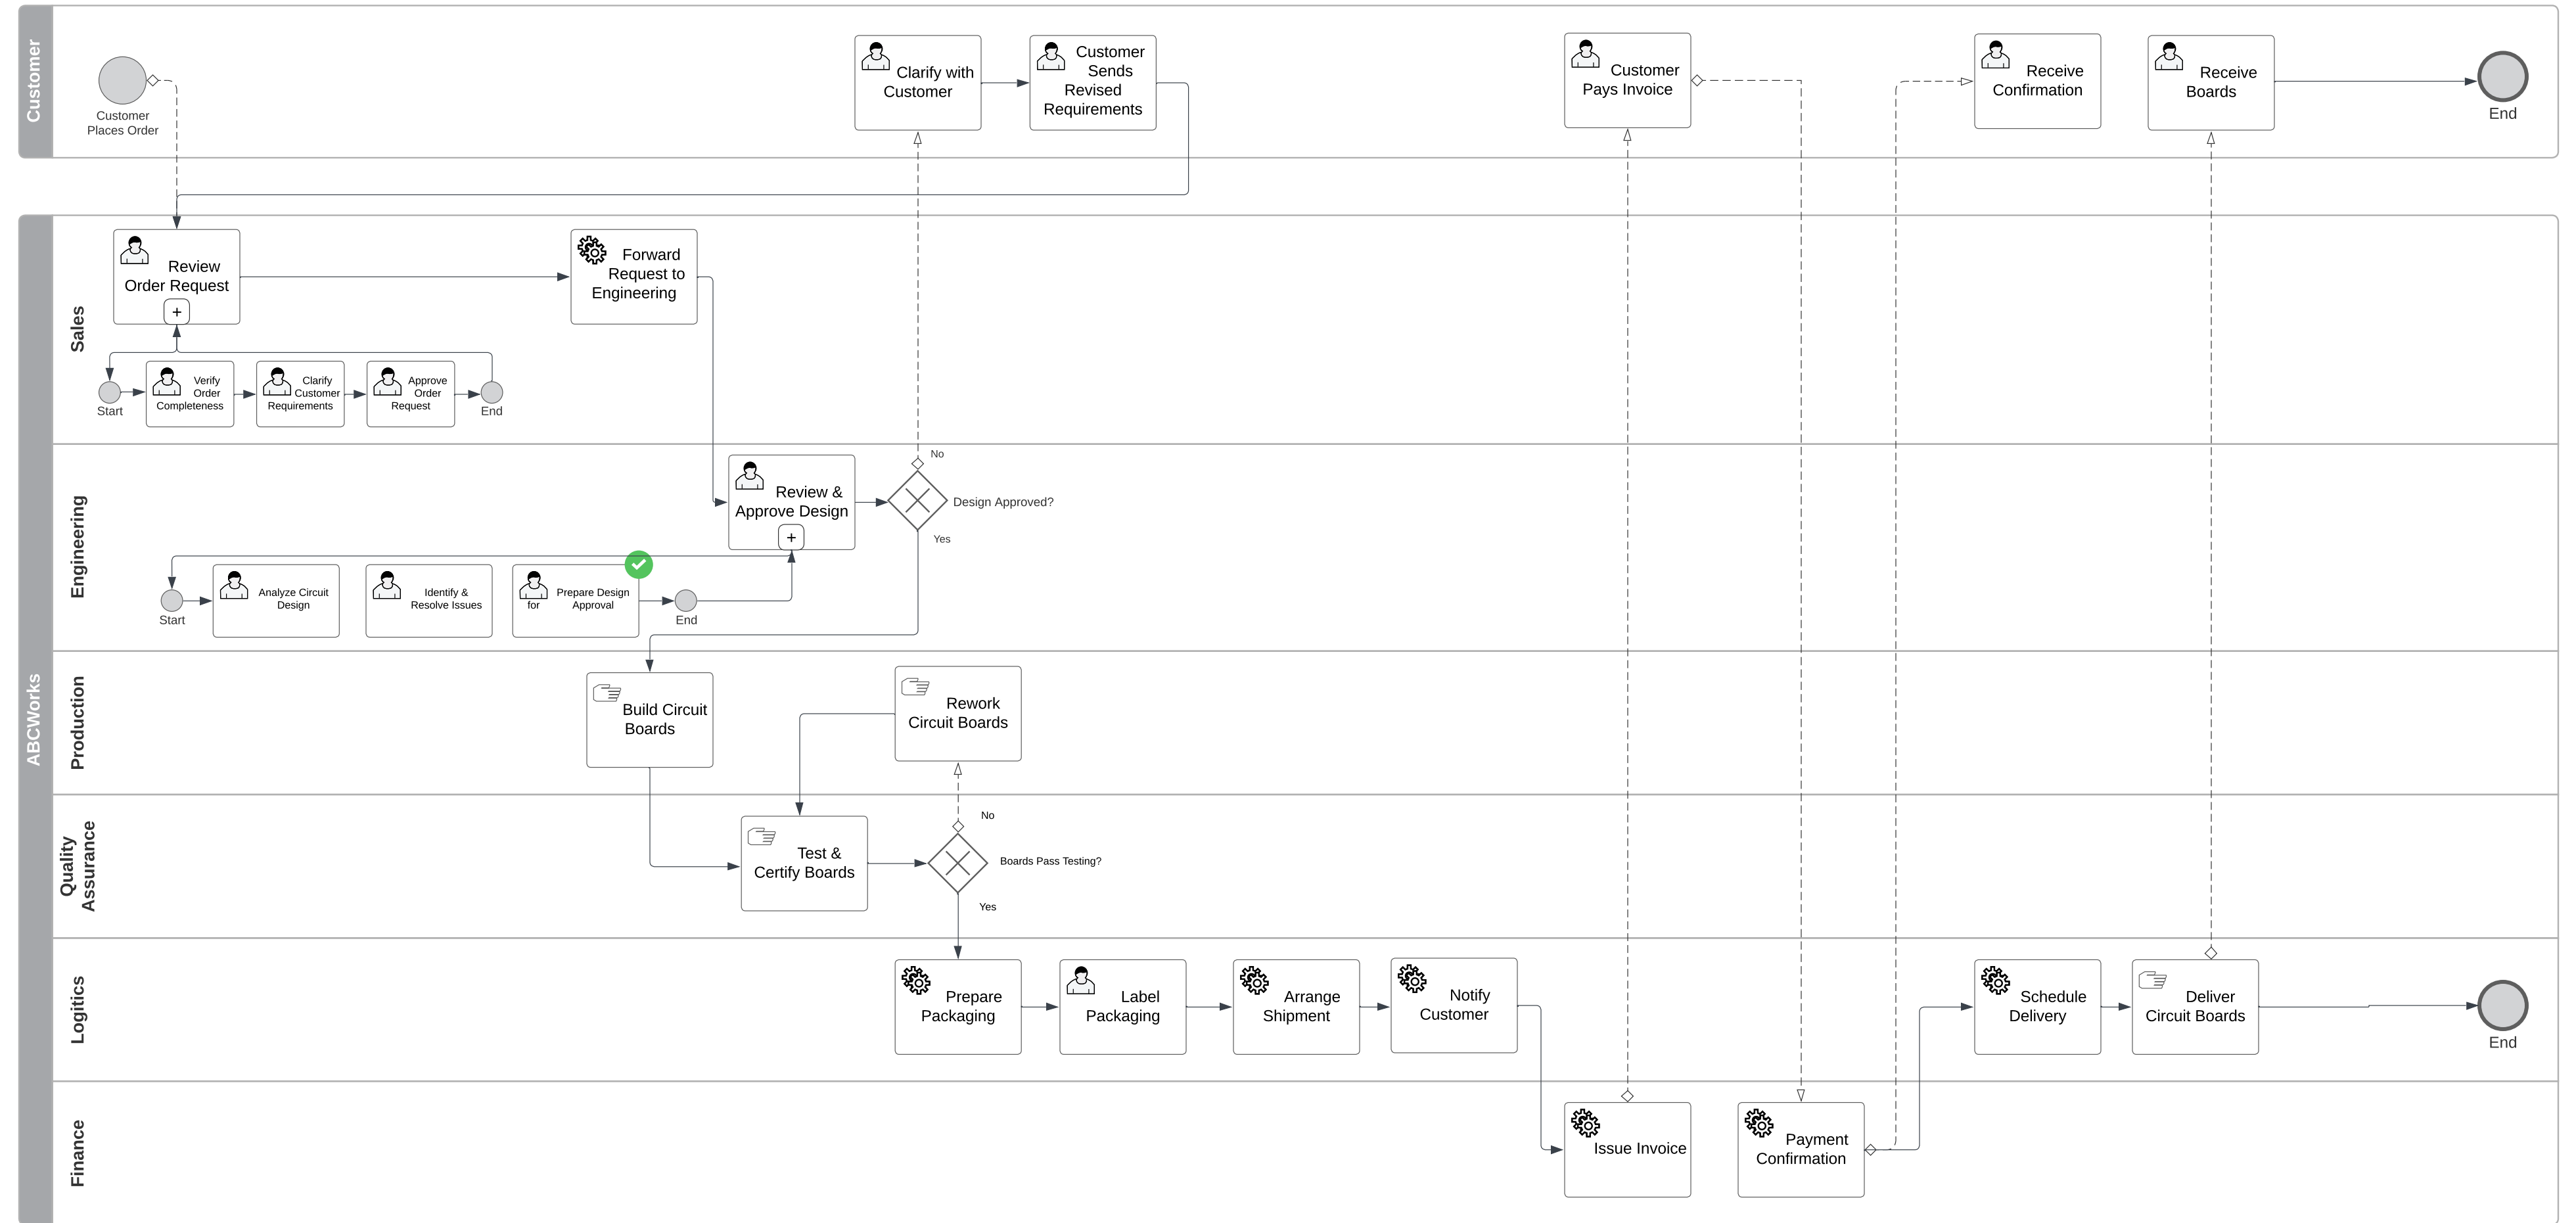 Customer
Customer
Places Order
Clarify with
Customer
Customer
Sends
Revised
Requirements
Customer
Pays Invoice
Receive
Confirmation
Receive
Boards
End
ABCWorks
Sales
Review
Order Request
+
Forward
Request to
Engineering
Start
Verify
Order
Completeness
Clarify
Customer
Requirements
Approve
Order
Request
End
Engineering
Review &
Approve Design
+
No
Design Approved?
Yes
Start
Analyze Circuit
Design
Identify &
Resolve Issues
Prepare Design
for Approval
End
Production
Build Circuit
Boards
Rework
Circuit Boards
Quality
Assurance
Test &
Certify Boards
No
Boards Pass Testing?
Yes
Logitics
Prepare
Packaging
Label
Packaging
Arrange
Shipment
Notify
Customer
Schedule
Delivery
Deliver
Circuit Boards
End
Finance
Issue Invoice
Payment
Confirmation